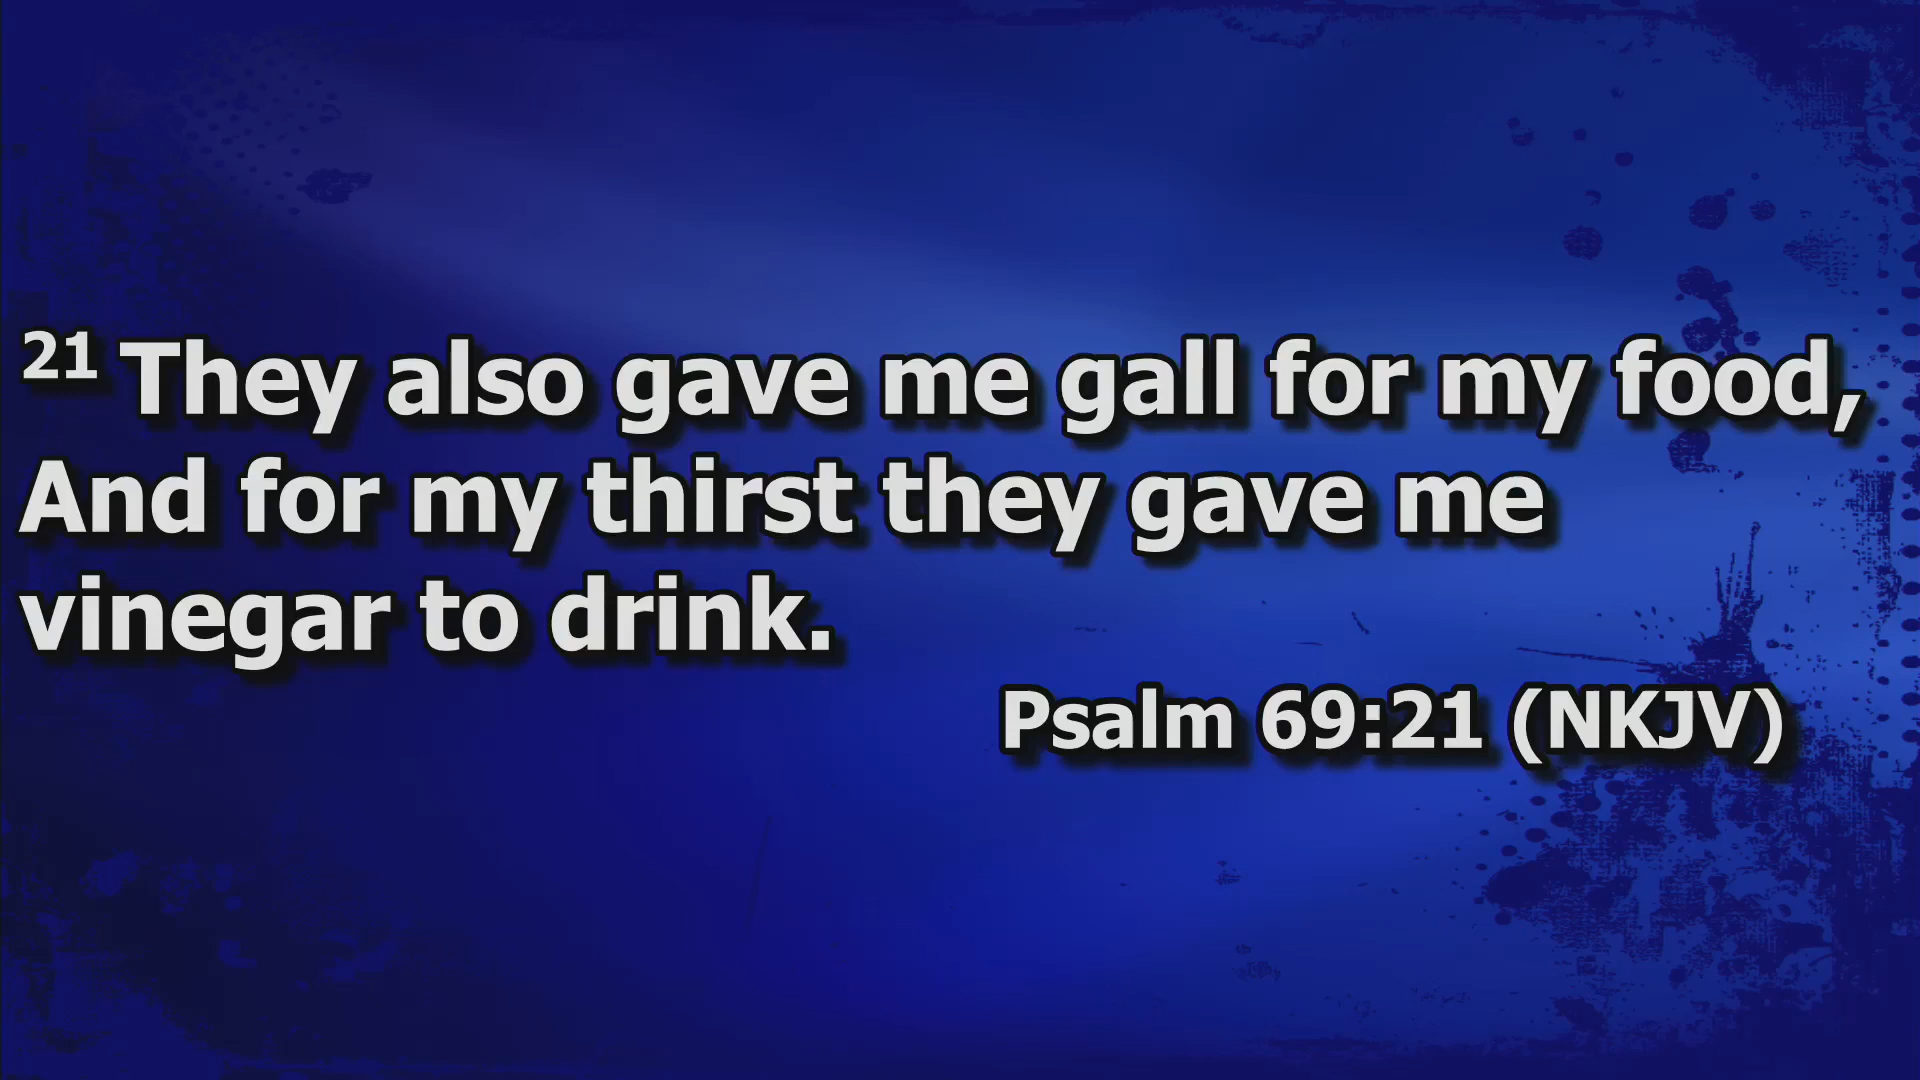 21 They also gave me gall for my food,
And for my thirst they gave me
vinegar to drink.
Psalm 69:21 (NKJV)